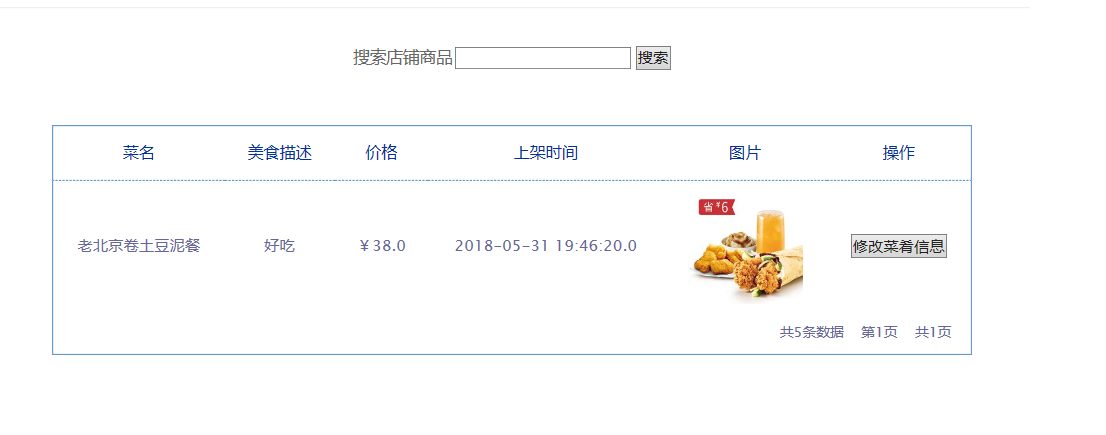 搜索店铺商品 搜索
菜名 美食描述 价格 上架时间 图片 操作
省¥6
老北京卷土豆泥餐 好吃 ￥38.0 2018-05-31 19:46:20.0 修改菜肴信息
共5条数据 第1页 共1页